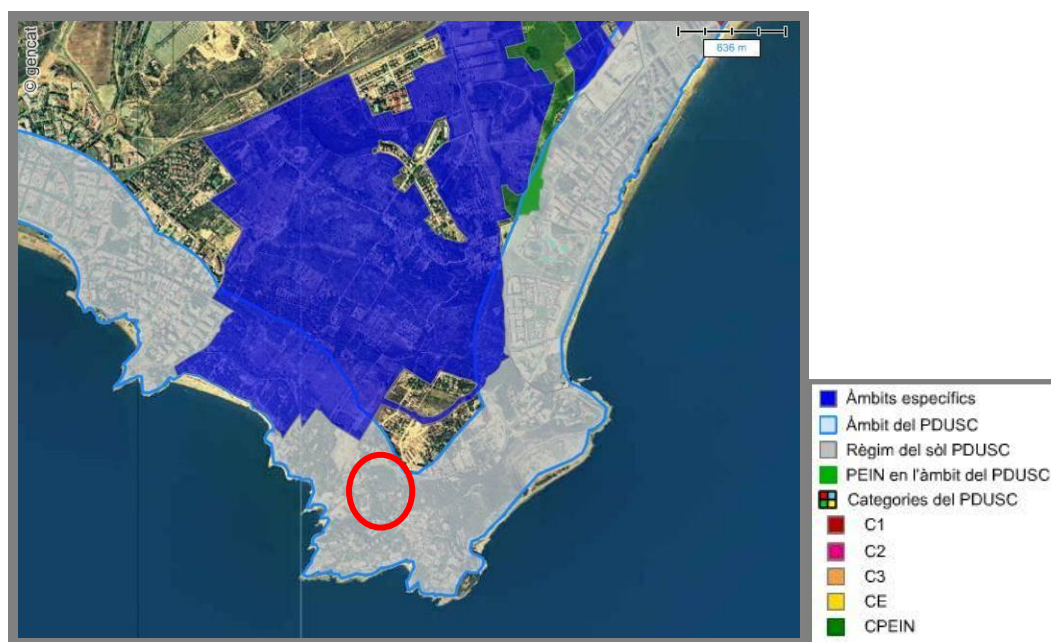 © gencat
636 m
Àmbits específics
Àmbit del PDUSC
Règim del sòl PDUSC
PEIN en l'àmbit del PDUSC
Categories del PDUSC
C1
C2
C3
CE
CPEIN